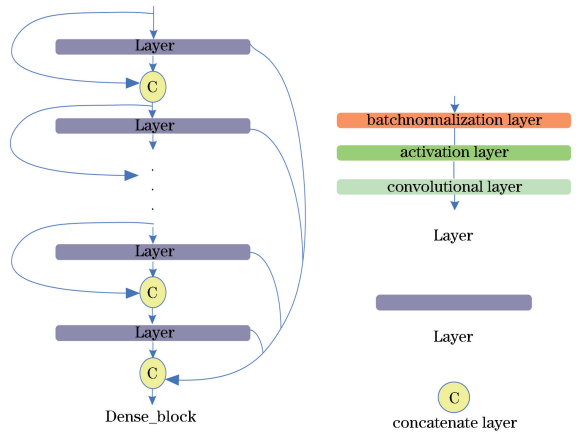 Layer
C
Layer
.
.
.
Layer
C
Layer
C
Dense_block
batchnormalization layer
activation layer
convolutional layer
Layer
Layer
C
concatenate layer